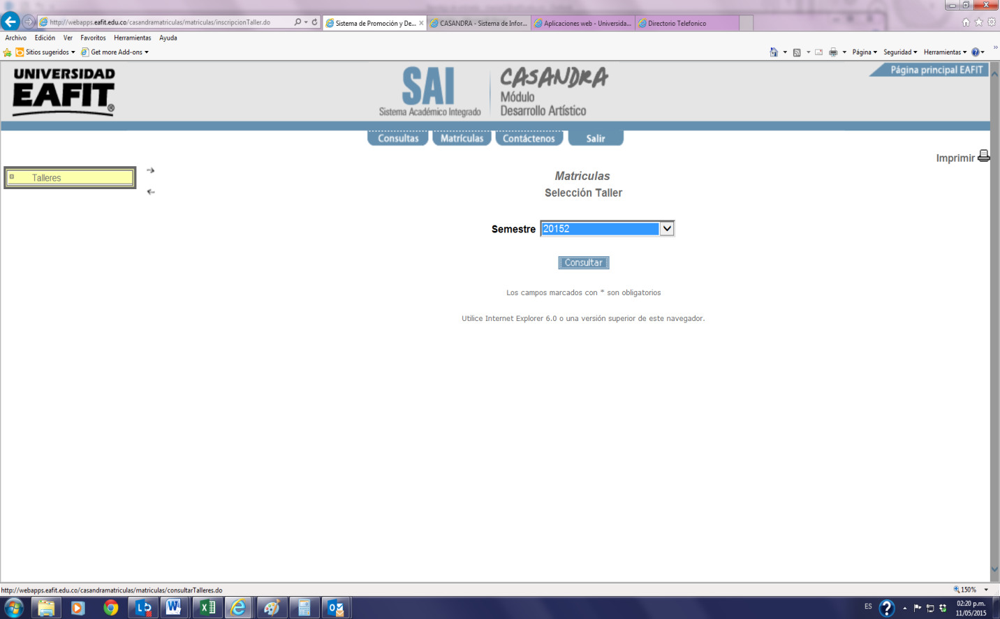 http://webapps.eafit.edu.co/casandramatriculas/matriculas/inscripcionTaller.do
Sistema de Promoción y De...
CASANDRA - Sistema de Infor...
Aplicaciones web - Universida...
Directorio Telefonico
Archivo Edición Ver Favoritos Herramientas Ayuda
Sitios sugeridos Get more Add-ons
Página Seguridad Herramientas
UNIVERSIDAD
EAFIT
SAI
Sistema Académico Integrado
CASANDRA
Módulo
Desarrollo Artístico
Página principal EAFIT
Consultas Matrículas Contáctenos Salir
Imprimir
Talleres
Matriculas
Selección Taller
Semestre 20152
Consultar
Los campos marcados con * son obligatorios
Utilice Internet Explorer 6.0 o una versión superior de este navegador.
http://webapps.eafit.edu.co/casandramatriculas/matriculas/consultarTalleres.do
150%
ES
02:20 p.m.
11/05/2015